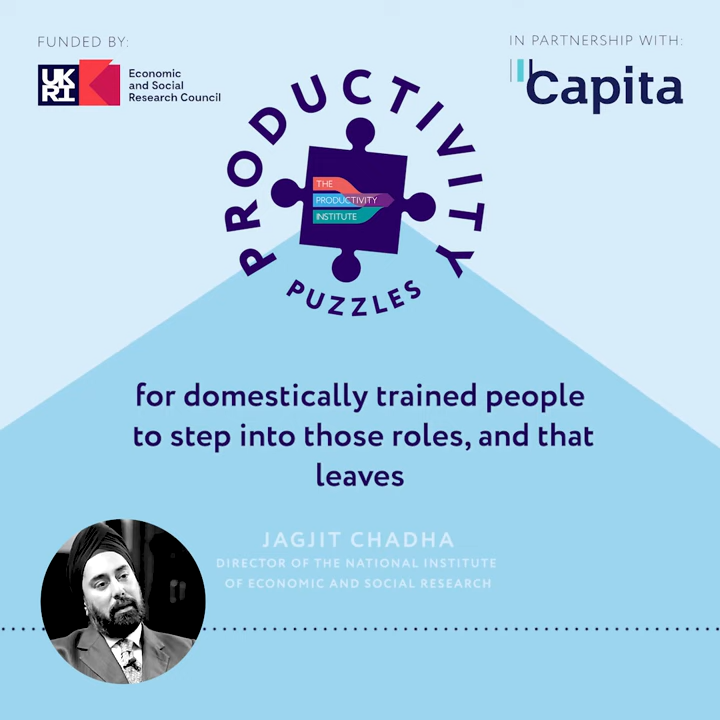 FUNDED BY:
IN PARTNERSHIP WITH:
UK
RI
Economic
and Social
Research Council
Capita
PRODUCTIVITY
THE
PRODUCTIVITY
INSTITUTE
PUZZLES
for domestically trained people
to step into those roles, and that
leaves
JAGJIT CHADHA
DIRECTOR OF THE NATIONAL INSTITUTE
OF ECONOMIC AND SOCIAL RESEARCH